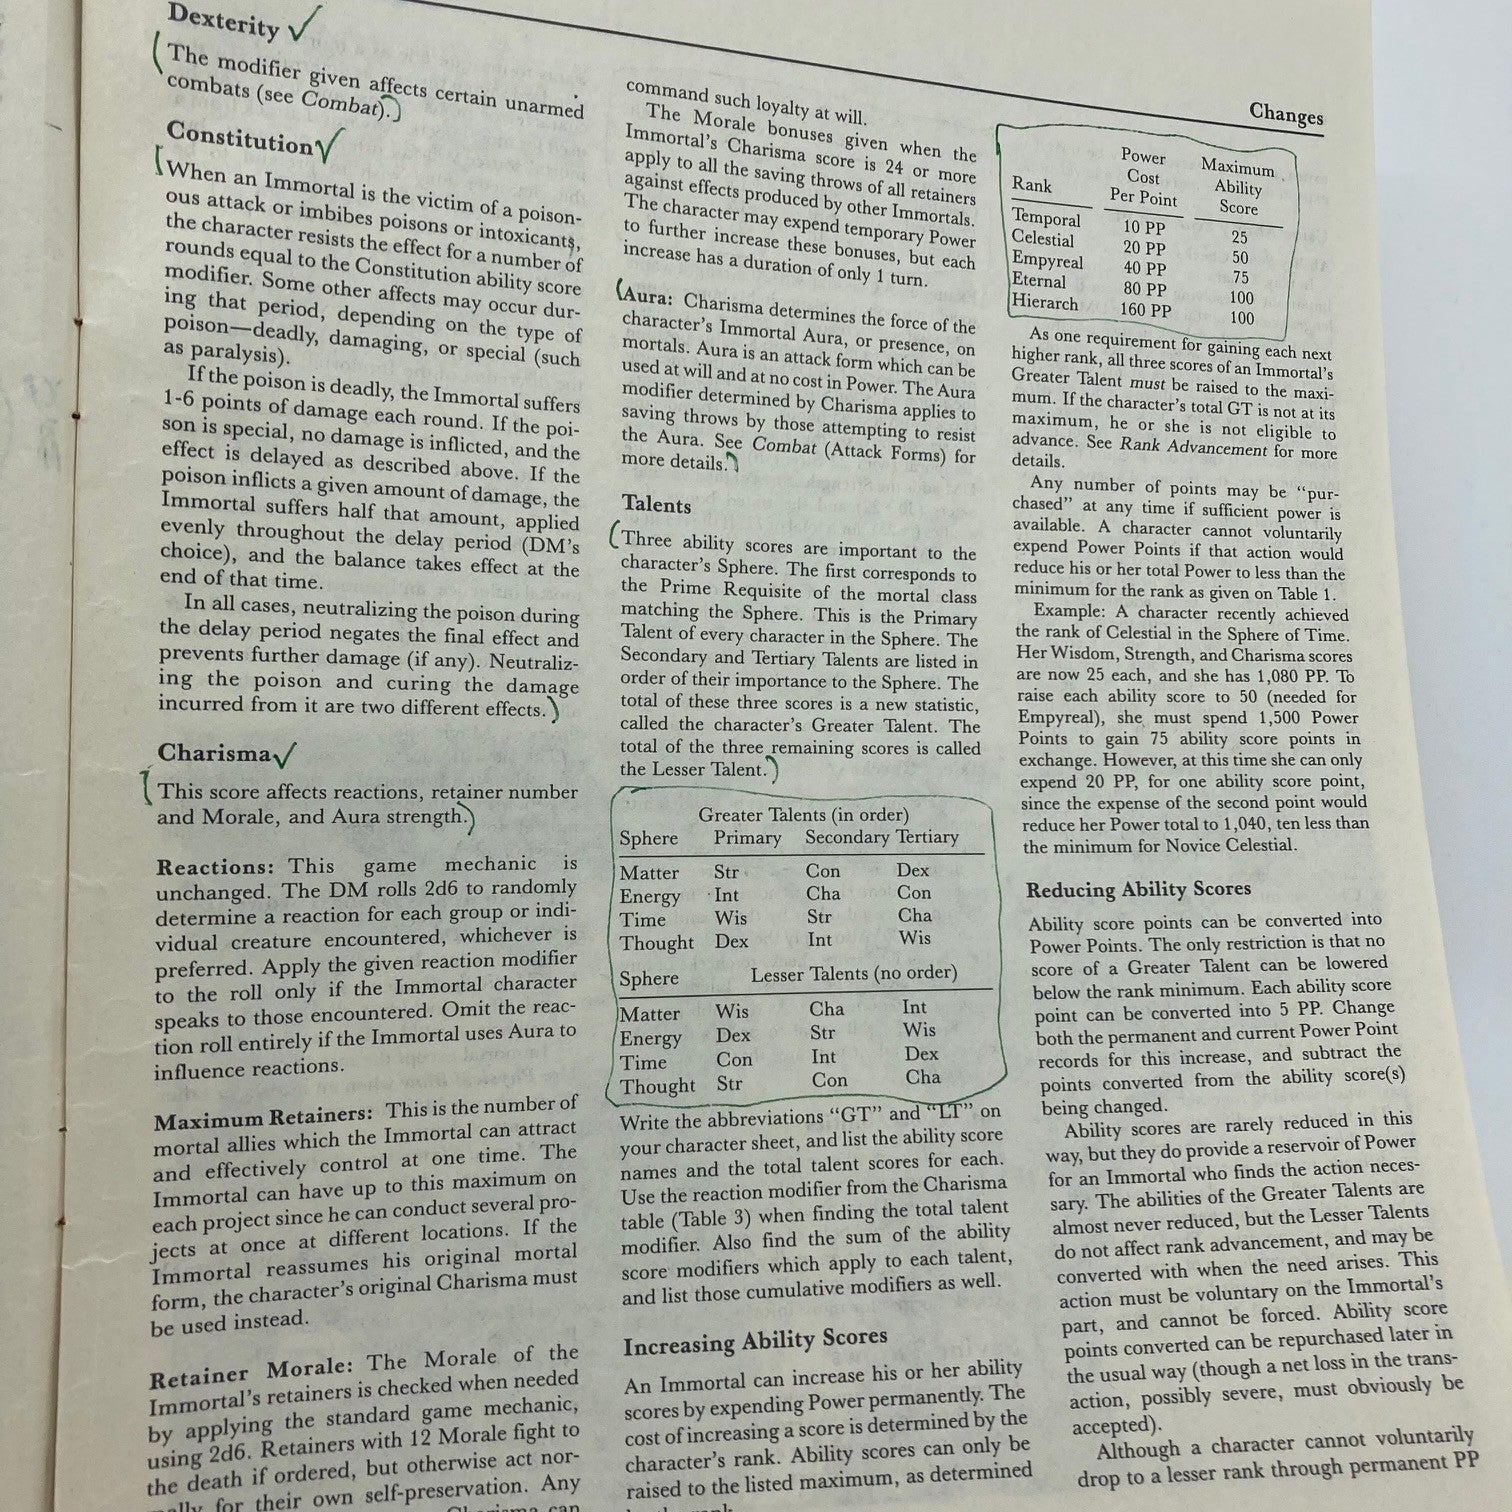 Changes
Dexterity
The modifier given affects certain unarmed
combats (see Combat).
Constitution
When an Immortal is the victim of a poison-
ous attack or imbibes poisons or intoxicants,
the character resists the effect for a number of
rounds equal to the Constitution ability score
modifier. Some other affects may occur dur-
ing that period, depending on the type of
poison—deadly, damaging, or special (such
as paralysis).
If the poison is deadly, the Immortal suffers
1-6 points of damage each round. If the poi-
son is special, no damage is inflicted, and the
effect is delayed as described above. If the
poison inflicts a given amount of damage, the
Immortal suffers half that amount, applied
evenly throughout the delay period (DM's
choice), and the balance takes effect at the
end of that time.
In all cases, neutralizing the poison during
the delay period negates the final effect and
prevents further damage (if any). Neutraliz-
ing the poison and curing the damage
incurred from it are two different effects.
Charisma
This score affects reactions, retainer number
and Morale, and Aura strength.
Reactions: This game mechanic is
unchanged. The DM rolls 2d6 to randomly
determine a reaction for each group or indi-
vidual creature encountered, whichever is
preferred. Apply the given reaction modifier
to the roll only if the Immortal character
speaks to those encountered. Omit the reac-
tion roll entirely if the Immortal uses Aura to
influence reactions.
Maximum Retainers: This is the number of
mortal allies which the Immortal can attract
and effectively control at one time. The
Immortal can have up to this maximum on
each project since he can conduct several pro-
jects at once at different locations. If the
Immortal reassumes his original mortal
form, the character's original Charisma must
be used instead.
Retainer Morale: The Morale of the
Immortal's retainers is checked when needed
by applying the standard game mechanic,
using 2d6. Retainers with 12 Morale fight to
the death if ordered, but otherwise act nor-
mally for their own self-preservation. Any
command such loyalty at will.
The Morale bonuses given when the
Immortal's Charisma score is 24 or more
apply to all the saving throws of all retainers
against effects produced by other Immortals.
The character may expend temporary Power
to further increase these bonuses, but each
increase has a duration of only 1 turn.
Aura: Charisma determines the force of the
character's Immortal Aura, or presence, on
mortals. Aura is an attack form which can be
used at will and at no cost in Power. The Aura
modifier determined by Charisma applies to
saving throws by those attempting to resist
the Aura. See Combat (Attack Forms) for
more details.
Talents
Three ability scores are important to the
character's Sphere. The first corresponds to
the Prime Requisite of the mortal class
matching the Sphere. This is the Primary
Talent of every character in the Sphere. The
Secondary and Tertiary Talents are listed in
order of their importance to the Sphere. The
total of these three scores is a new statistic,
called the character's Greater Talent. The
total of the three remaining scores is called
the Lesser Talent.
Greater Talents (in order)
Sphere Primary Secondary Tertiary
Matter Str Con Dex
Energy Int Cha Con
Time Wis Str Cha
Thought Dex Int Wis
Sphere Lesser Talents (no order)
Matter Wis Cha Int
Energy Dex Str Wis
Time Con Int Dex
Thought Str Con Cha
Write the abbreviations "GT" and "LT" on
your character sheet, and list the ability score
names and the total talent scores for each.
Use the reaction modifier from the Charisma
table (Table 3) when finding the total talent
modifier. Also find the sum of the ability
score modifiers which apply to each talent,
and list those cumulative modifiers as well.
Increasing Ability Scores
An Immortal can increase his or her ability
scores by expending Power permanently. The
cost of increasing a score is determined by the
character's rank. Ability scores can only be
raised to the listed maximum, as determined
Rank Power Cost Per Point Maximum Ability Score
Temporal 10 PP 25
Celestial 20 PP 50
Empyreal 40 PP 75
Eternal 80 PP 100
Hierarch 160 PP 100
As one requirement for gaining each next
higher rank, all three scores of an Immortal's
Greater Talent must be raised to the maxi-
mum. If the character's total GT is not at its
maximum, he or she is not eligible to
advance. See Rank Advancement for more
details.
Any number of points may be "pur-
chased" at any time if sufficient power is
available. A character cannot voluntarily
expend Power Points if that action would
reduce his or her total Power to less than the
minimum for the rank as given on Table 1.
Example: A character recently achieved
the rank of Celestial in the Sphere of Time.
Her Wisdom, Strength, and Charisma scores
are now 25 each, and she has 1,080 PP. To
raise each ability score to 50 (needed for
Empyreal), she must spend 1,500 Power
Points to gain 75 ability score points in
exchange. However, at this time she can only
expend 20 PP, for one ability score point,
since the expense of the second point would
reduce her Power total to 1,040, ten less than
the minimum for Novice Celestial.
Reducing Ability Scores
Ability score points can be converted into
Power Points. The only restriction is that no
score of a Greater Talent can be lowered
below the rank minimum. Each ability score
point can be converted into 5 PP. Change
both the permanent and current Power Point
records for this increase, and subtract the
points converted from the ability score(s)
being changed.
Ability scores are rarely reduced in this
way, but they do provide a reservoir of Power
for an Immortal who finds the action neces-
sary. The abilities of the Greater Talents are
almost never reduced, but the Lesser Talents
do not affect rank advancement, and may be
converted with when the need arises. This
action must be voluntary on the Immortal's
part, and cannot be forced. Ability score
points converted can be repurchased later in
the usual way (though a net loss in the trans-
action, possibly severe, must obviously be
accepted).
Although a character cannot voluntarily
drop to a lesser rank through permanent PP